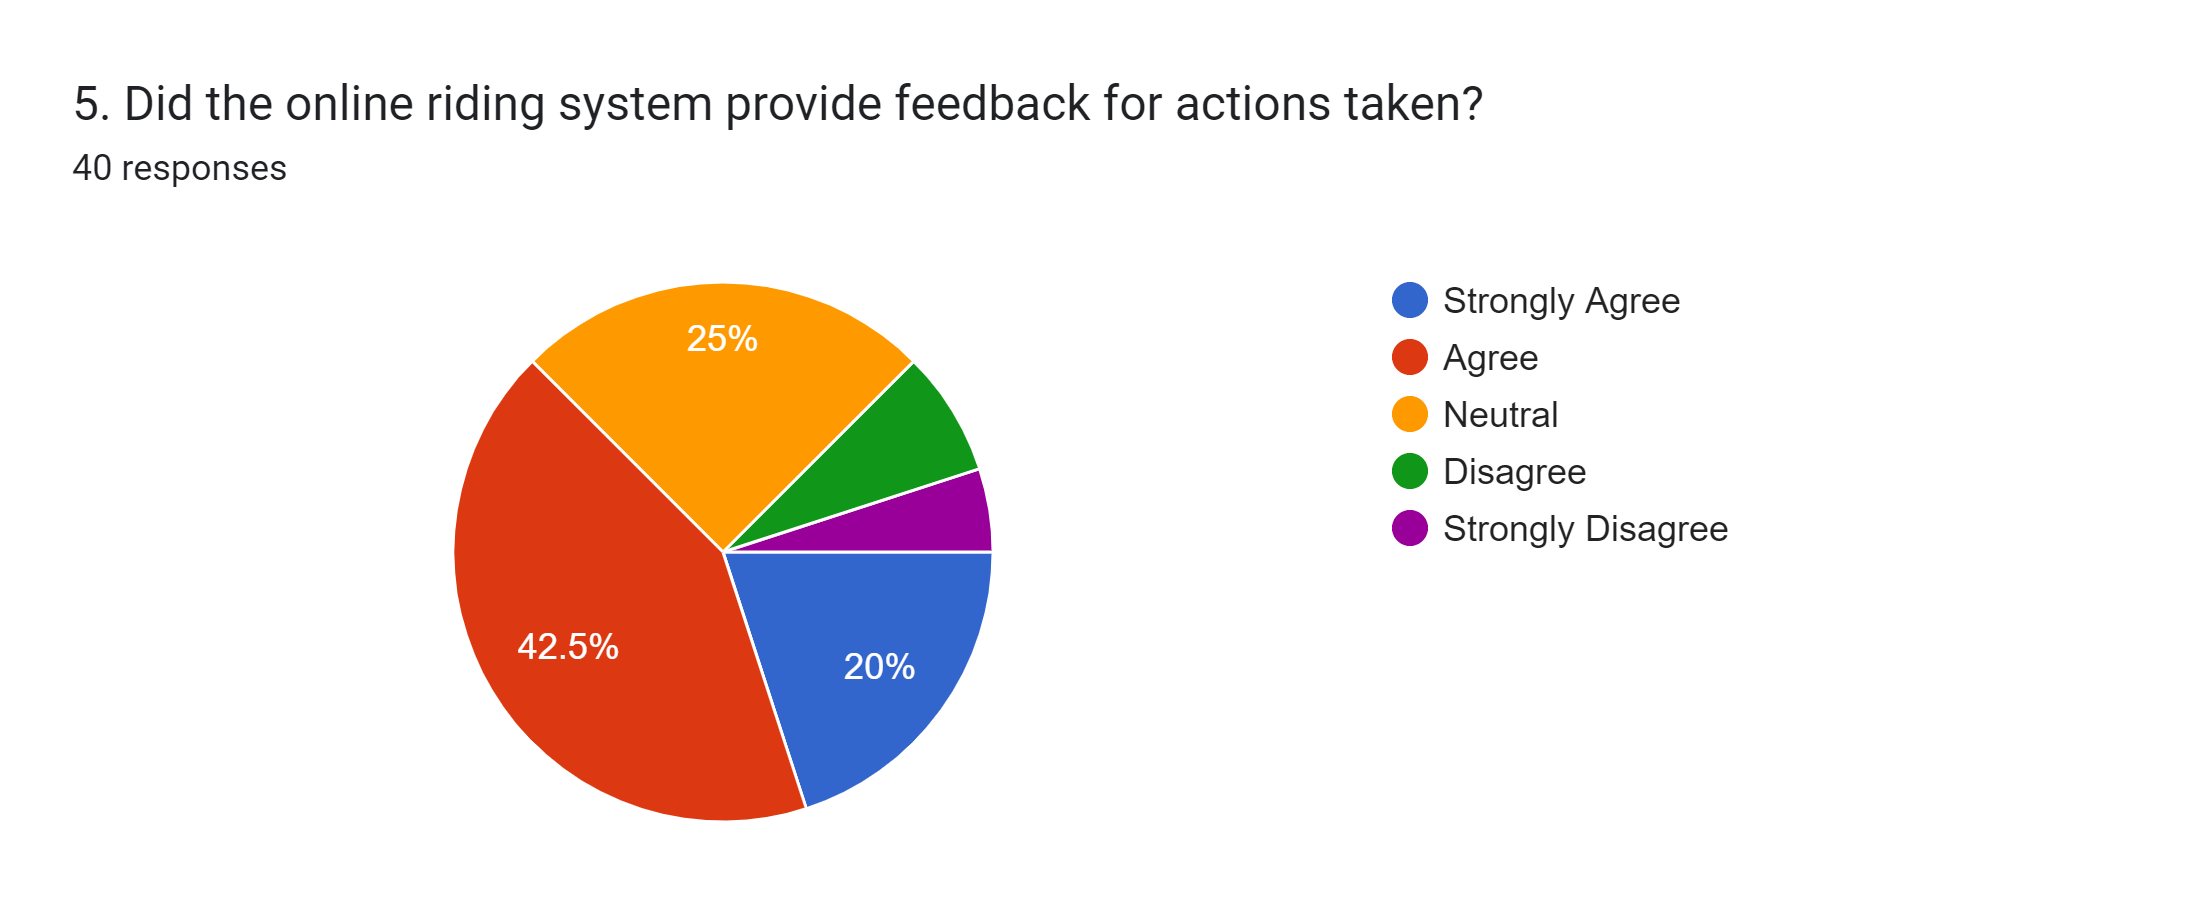 5. Did the online riding system provide feedback for actions taken?
40 responses
25%
42.5%
20%
Strongly Agree
Agree
Neutral
Disagree
Strongly Disagree